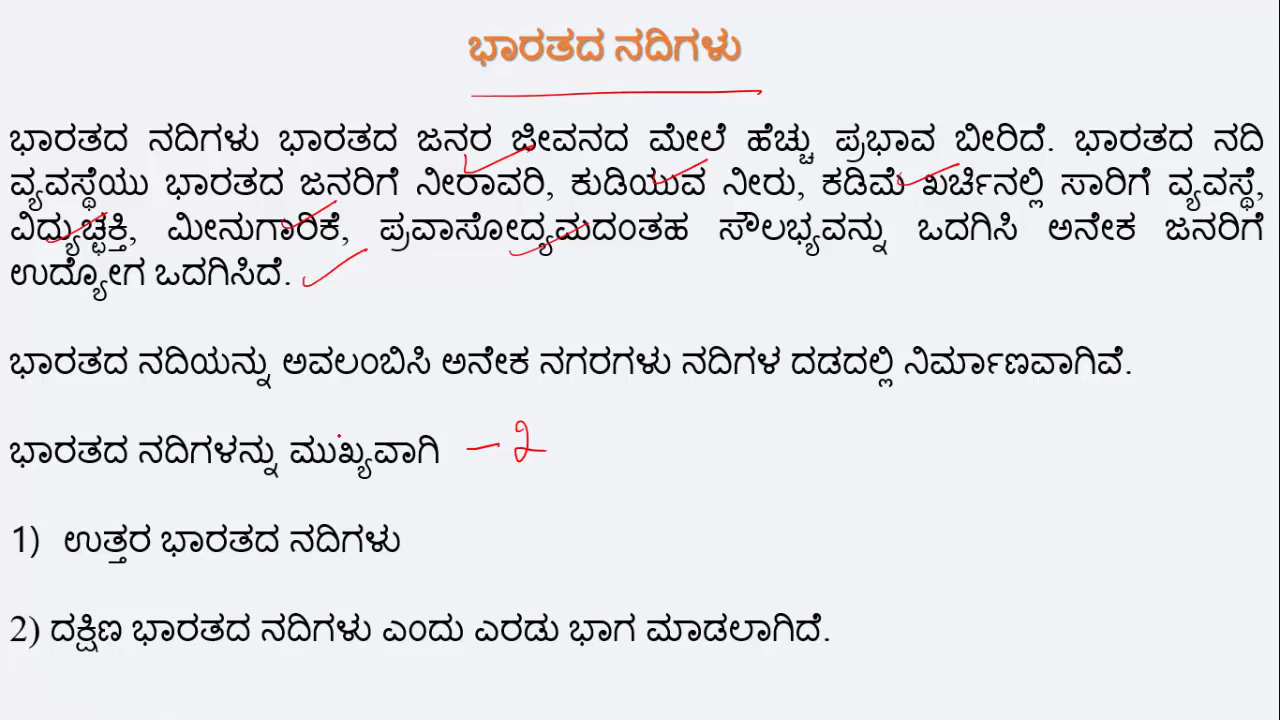 ಭಾರತದ ನದಿಗಳು
ಭಾರತದ ನದಿಗಳು ಭಾರತದ ಜನರ ಜೀವನದ ಮೇಲೆ ಹೆಚ್ಚು ಪ್ರಭಾವ ಬೀರಿದೆ. ಭಾರತದ ನದಿ
ವ್ಯವಸ್ಥೆಯು ಭಾರತದ ಜನರಿಗೆ ನೀರಾವರಿ, ಕುಡಿಯುವ ನೀರು, ಕಡಿಮೆ ಖರ್ಚಿನಲ್ಲಿ ಸಾರಿಗೆ ವ್ಯವಸ್ಥೆ,
ವಿದ್ಯುಚ್ಛಕ್ತಿ, ಮೀನುಗಾರಿಕೆ, ಪ್ರವಾಸೋದ್ಯಮದಂತಹ ಸೌಲಭ್ಯವನ್ನು ಒದಗಿಸಿ ಅನೇಕ ಜನರಿಗೆ
ಉದ್ಯೋಗ ಒದಗಿಸಿದೆ.
ಭಾರತದ ನದಿಯನ್ನು ಅವಲಂಬಿಸಿ ಅನೇಕ ನಗರಗಳು ನದಿಗಳ ದಡದಲ್ಲಿ ನಿರ್ಮಾಣವಾಗಿವೆ.
ಭಾರತದ ನದಿಗಳನ್ನು ಮುಖ್ಯವಾಗಿ – 2
1) ಉತ್ತರ ಭಾರತದ ನದಿಗಳು
2) ದಕ್ಷಿಣ ಭಾರತದ ನದಿಗಳು ಎಂದು ಎರಡು ಭಾಗ ಮಾಡಲಾಗಿದೆ.